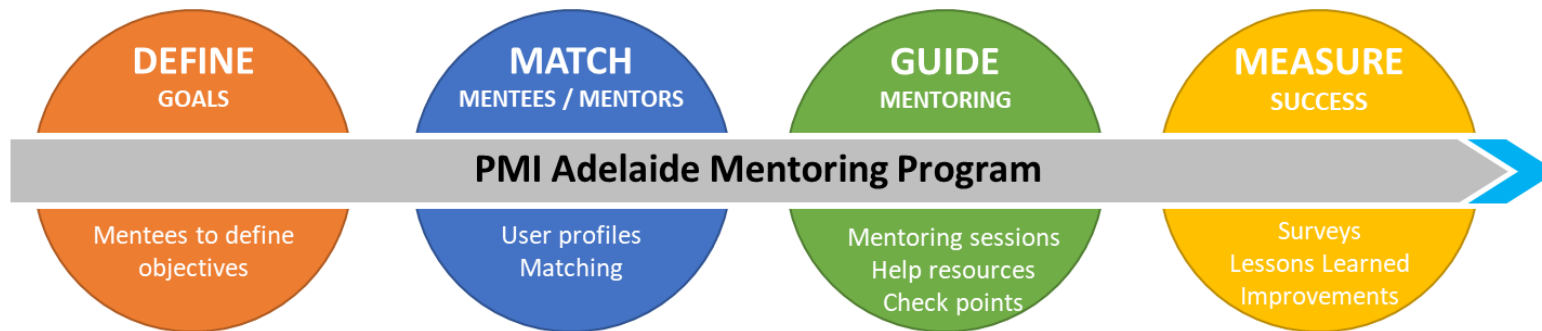 DEFINE
GOALS
MATCH
MENTEES / MENTORS
GUIDE
MENTORING
MEASURE
SUCCESS
PMI Adelaide Mentoring Program
Mentees to define
objectives
User profiles
Matching
Mentoring sessions
Help resources
Check points
Surveys
Lessons Learned
Improvements